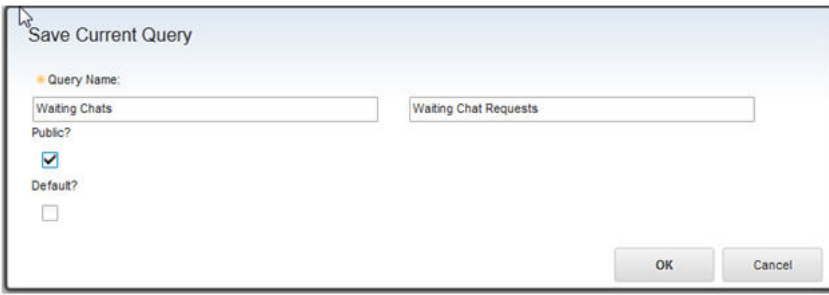 Save Current Query
Query Name:
Waiting Chats Waiting Chat Requests
Public?
Default?
OK Cancel